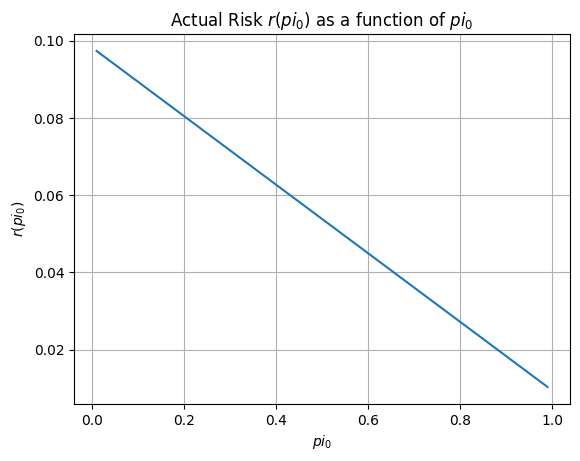 Actual Risk r(pi₀) as a function of pi₀
0.10
0.08
0.06
0.04
0.02
r(pi₀)
0.0 0.2 0.4 0.6 0.8 1.0
pi₀